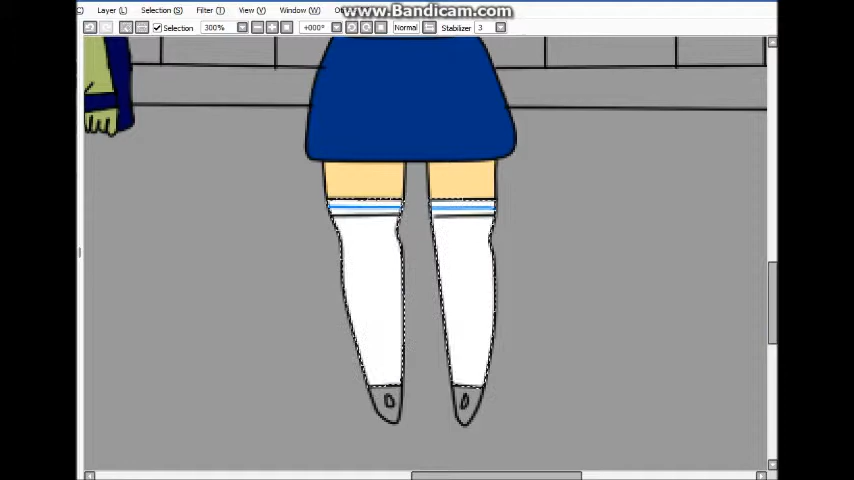 www.Bandicam.com
Layer (L) Selection (S) Filter (T) View (V) Window (W)
Selection 300% +000° Normal Stabilizer 3